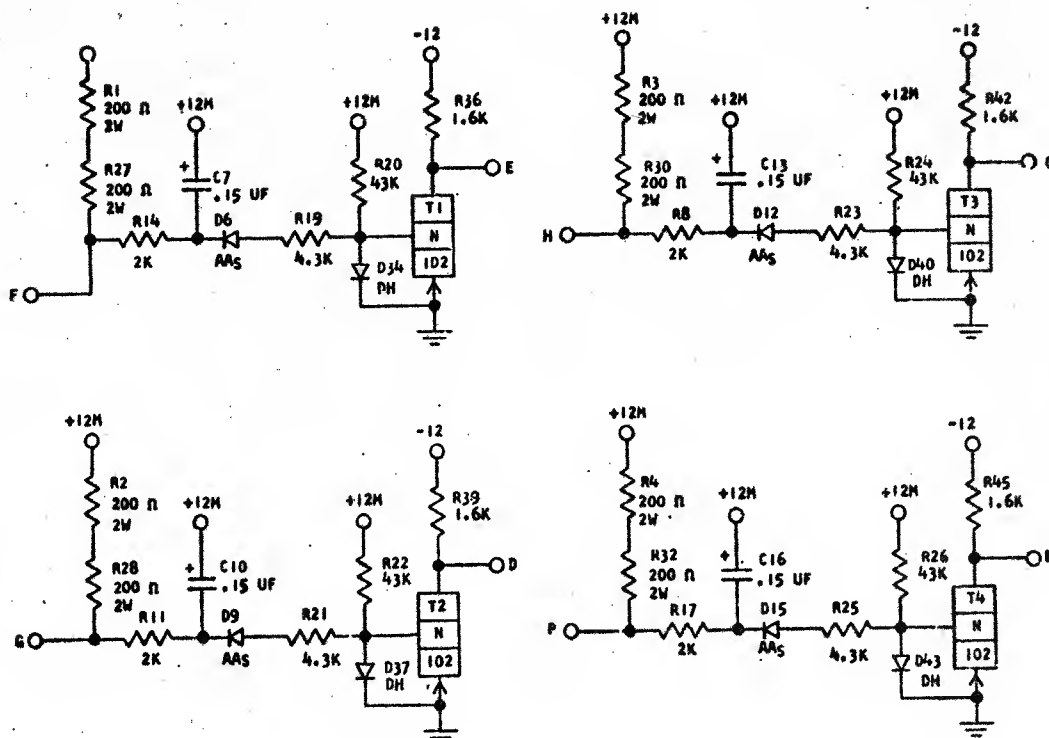 R1
200 Ω
2W
+12M
C7
.15 UF
+
R27
200 Ω
2W
R14
2K
D6
AAS
R19
4.3K
+12M
R20
43K
-12
R36
1.6K
E
T1
N
D34
DH
F
+12M
R3
200 Ω
2W
R30
200 Ω
2W
H
R8
2K
+12M
+
C13
.15 UF
D12
AAS
R23
4.3K
+12M
R24
43K
-12
R42
1.6K
T3
N
102
D40
DH
+12M
R2
200 Ω
2W
R28
200 Ω
2W
G
R11
2K
+12M
+
C10
.15 UF
D9
AAS
R21
4.3K
+12M
R22
43K
-12
R39
1.6K
D
T2
N
102
D37
DH
+12M
R4
200 Ω
2W
200 Ω
2W
P
R17
2K
+12M
+
C16
.15 UF
D15
AAS
R25
4.3K
+12M
R26
43K
-12
R45
1.6K
T4
N
102
D43
DH